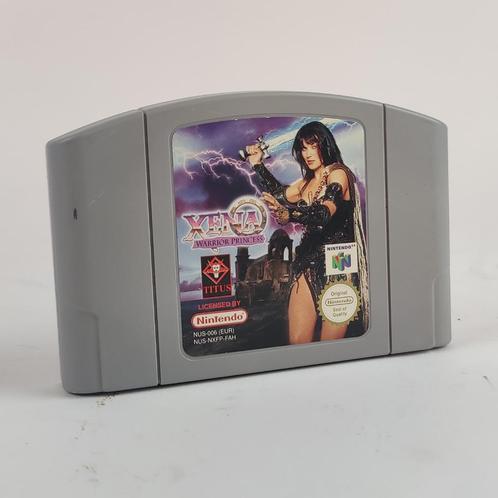 XENA
WARRIOR PRINCESS
TITUS
LICENSED BY
Nintendo
NUS-006 (EUR)
NUS-NXFP-FAH
NINTENDO 64
N
Original
Nintendo
Seal of
Quality